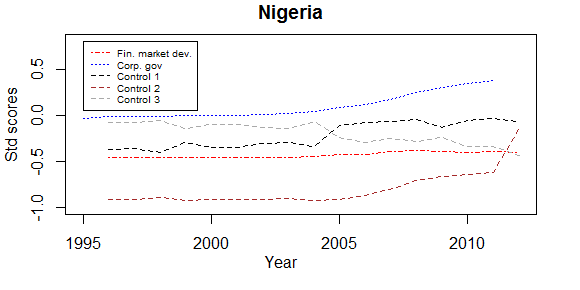 Nigeria
Fin. market dev.
Corp. gov
Control 1
Control 2
Control 3
Std scores
0.5
0.0
-0.5
-1.0
1995 2000 2005 2010
Year